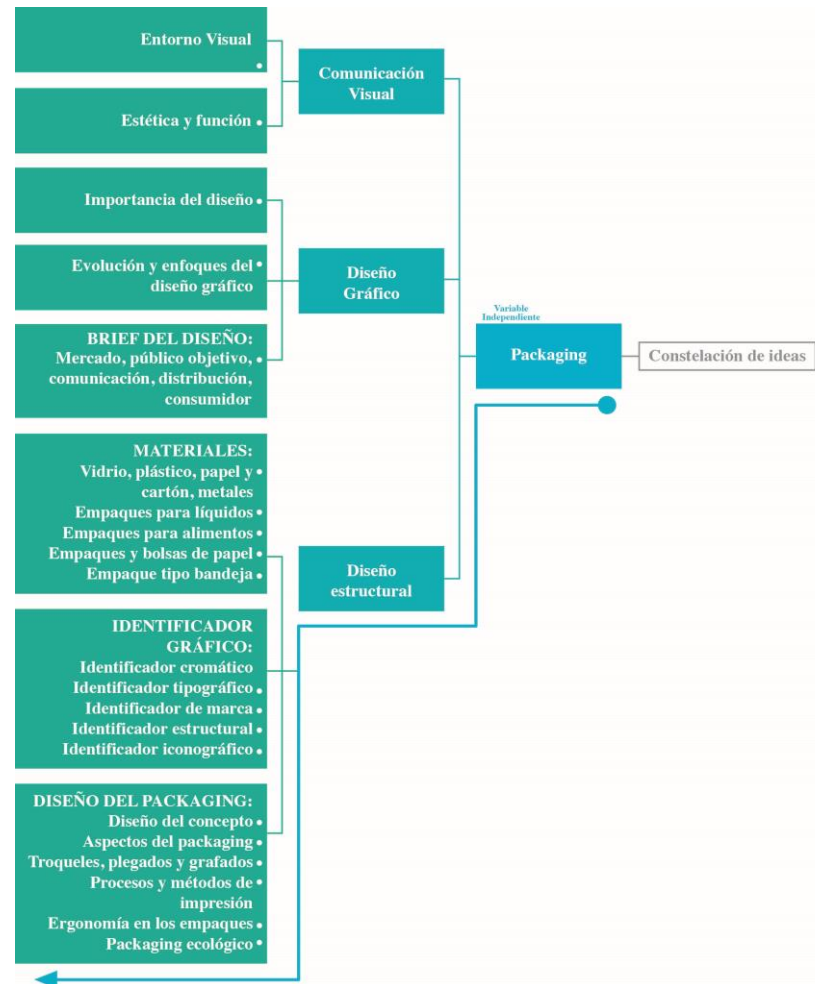 Entorno Visual
Estética y función
Importancia del diseño
Evolución y enfoques del
diseño gráfico
BRIEF DEL DISEÑO:
Mercado, público objetivo,
comunicación, distribución,
consumidor
MATERIALES:
Vidrio, plástico, papel y
cartón, metales
Empaques para líquidos
Empaques para alimentos
Empaques y bolsas de papel
Empaque tipo bandeja
IDENTIFICADOR
GRÁFICO:
Identificador cromático
Identificador tipográfico
Identificador de marca
Identificador estructural
Identificador iconográfico
DISEÑO DEL PACKAGING:
Diseño del concepto
Aspectos del packaging
Troqueles, plegados y grafados
Procesos y métodos de
impresión
Ergonomía en los empaques
Packaging ecológico
Comunicación
Visual
Diseño
Gráfico
Diseño
estructural
Variable
Independiente
Packaging
Constelación de ideas